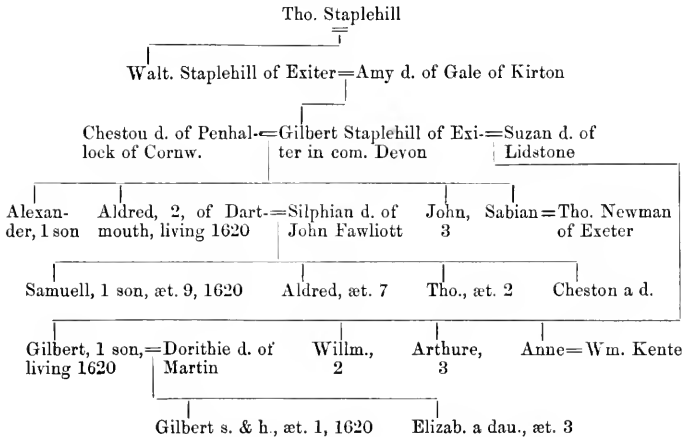 Tho. Staplehill
Walt. Staplehill of Exiter=Amy d. of Gale of Kirton
Chestou d. of Penhal-=Gilbert Staplehill of Exi-=Suzan d. of
lock of Cornw. ter in com. Devon Lidstone
Alexan- Aldred, 2, of Dart-=Silphian d. of John, Sabian=Tho. Newman
der, 1 son mouth, living 1620 John Fawliott 3 of Exeter
Samuell, 1 son, æt. 9, 1620 Aldred, æt. 7 Tho., æt. 2 Cheston a d.
Gilbert, 1 son,=Dorithie d. of Willm., Arthure, Anne=Wm. Kente
living 1620 Martin 2 3
Gilbert s. & h., æt. 1, 1620 Elizab. a dau., æt. 3